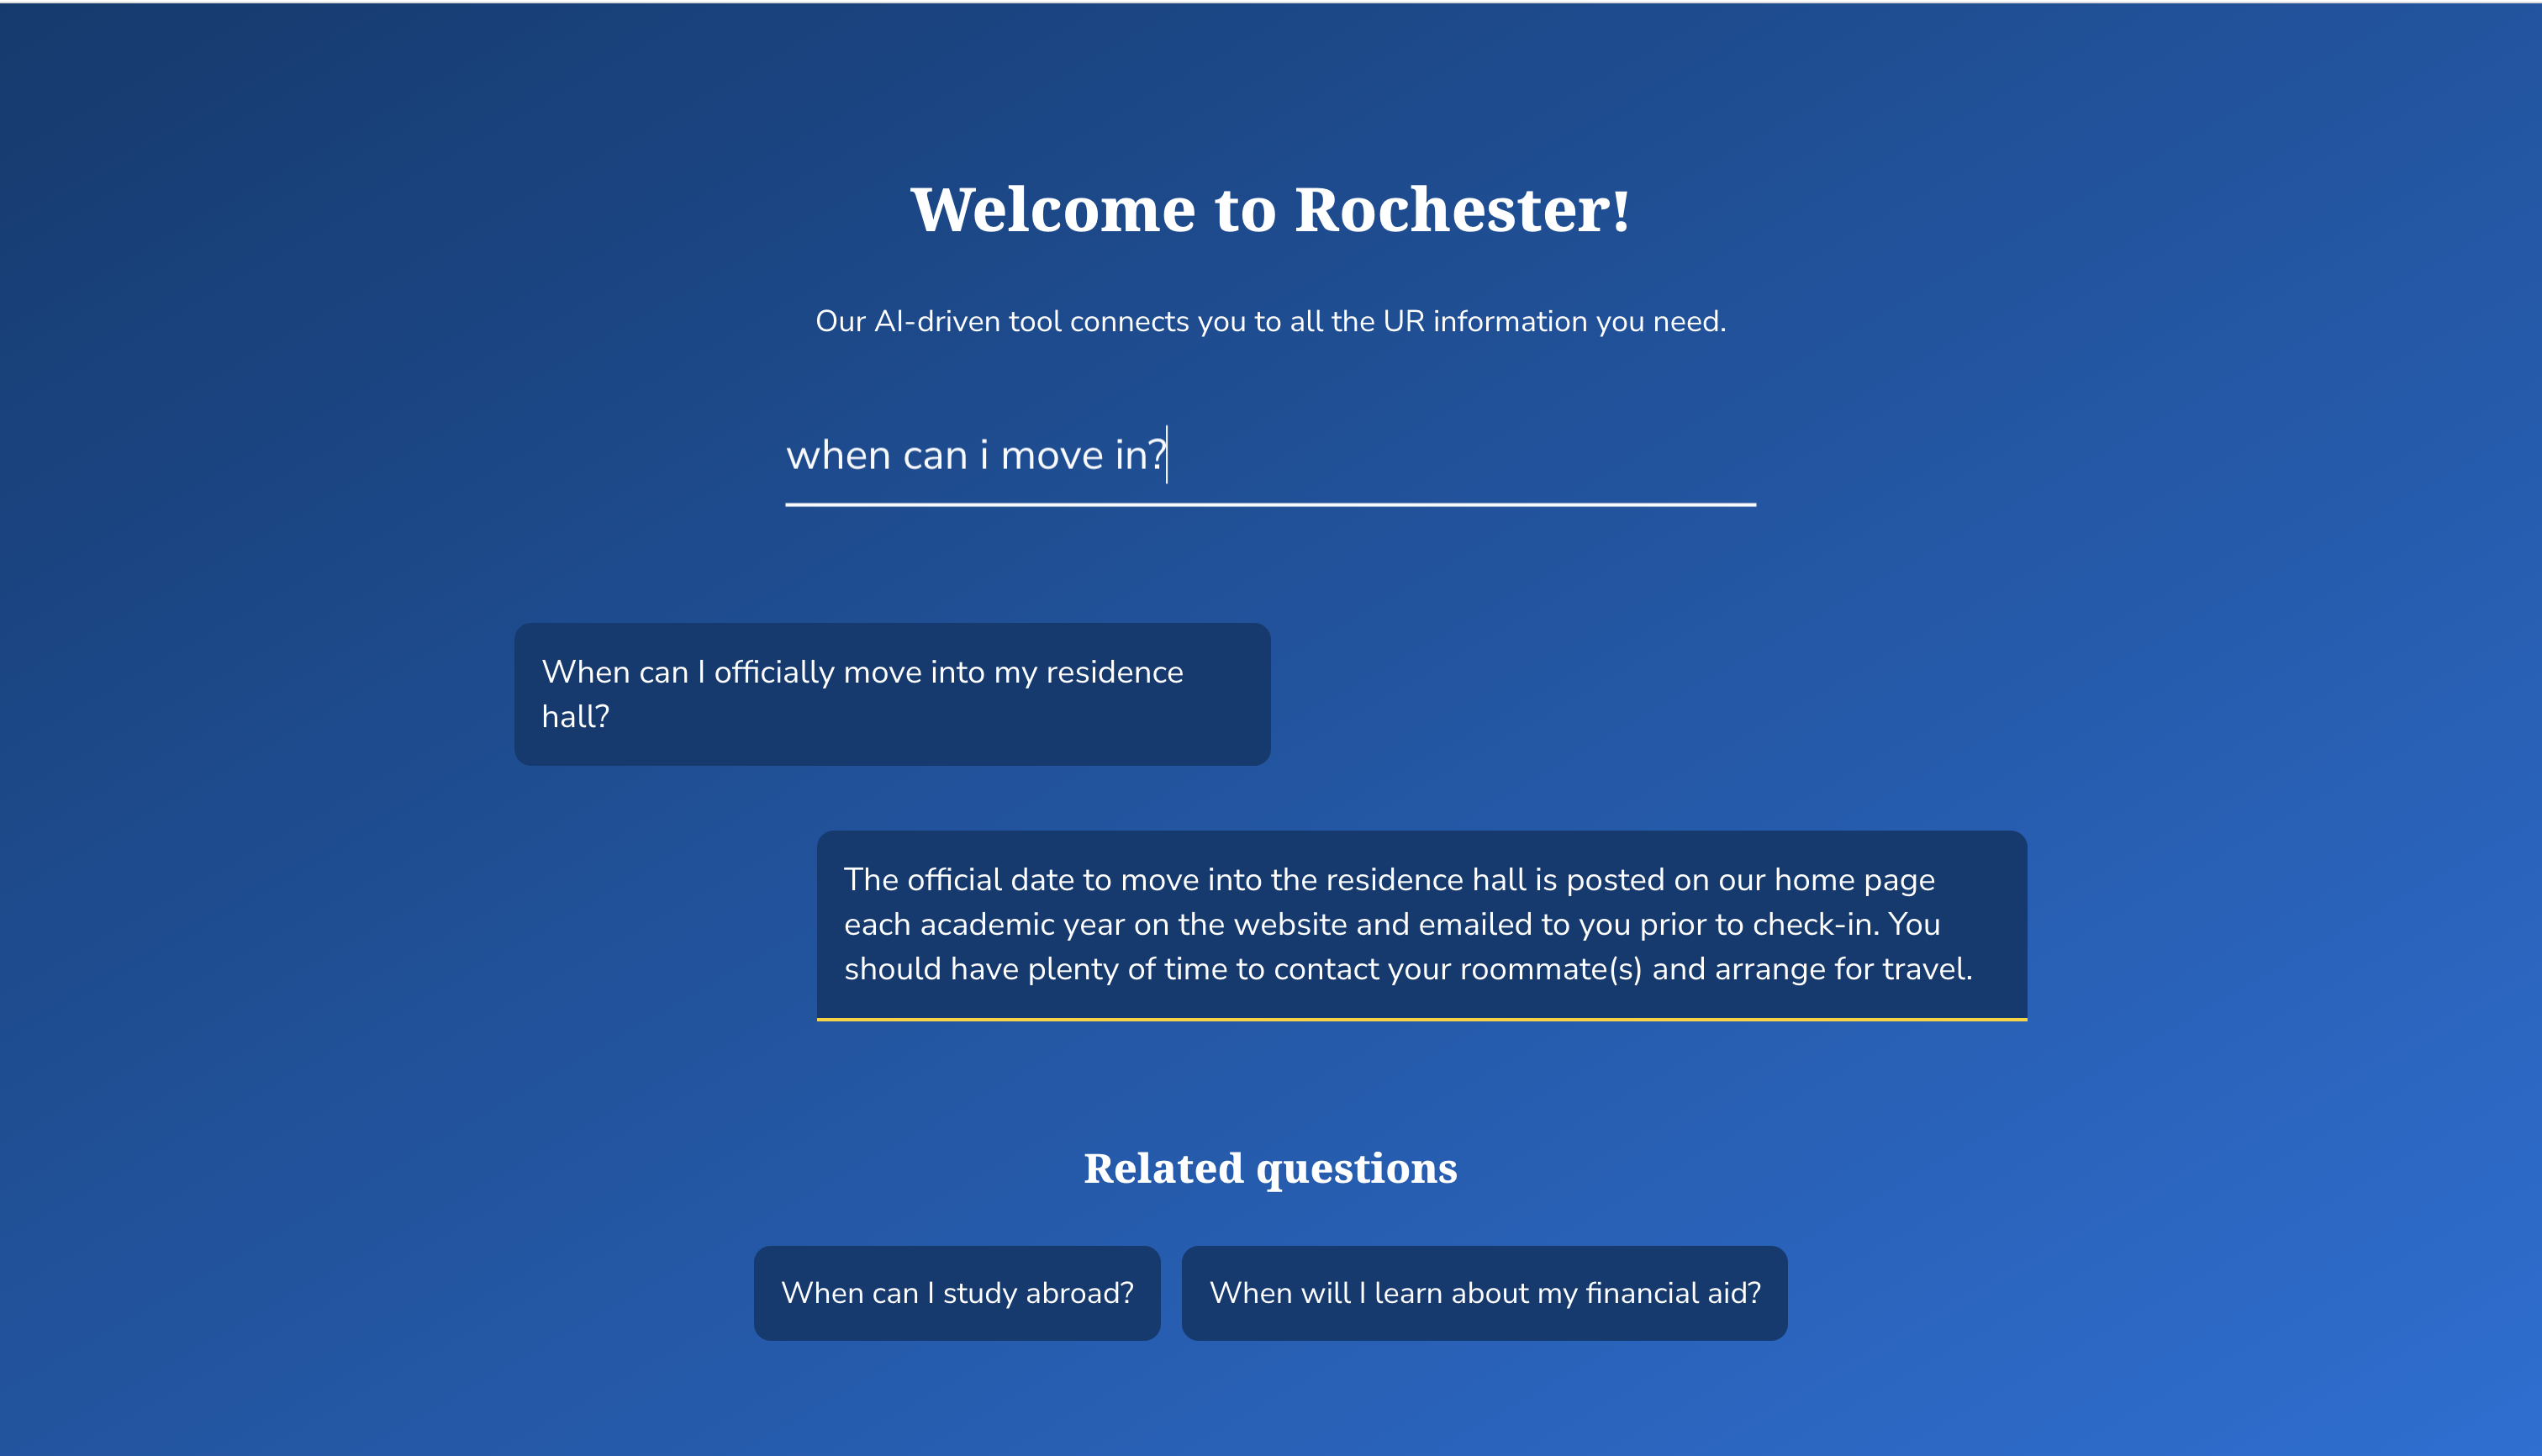 Welcome to Rochester!
Our AI-driven tool connects you to all the UR information you need.
when can i move in?
When can I officially move into my residence
hall?
The official date to move into the residence hall is posted on our home page
each academic year on the website and emailed to you prior to check-in. You
should have plenty of time to contact your roommate(s) and arrange for travel.
Related questions
When can I study abroad?
When will I learn about my financial aid?